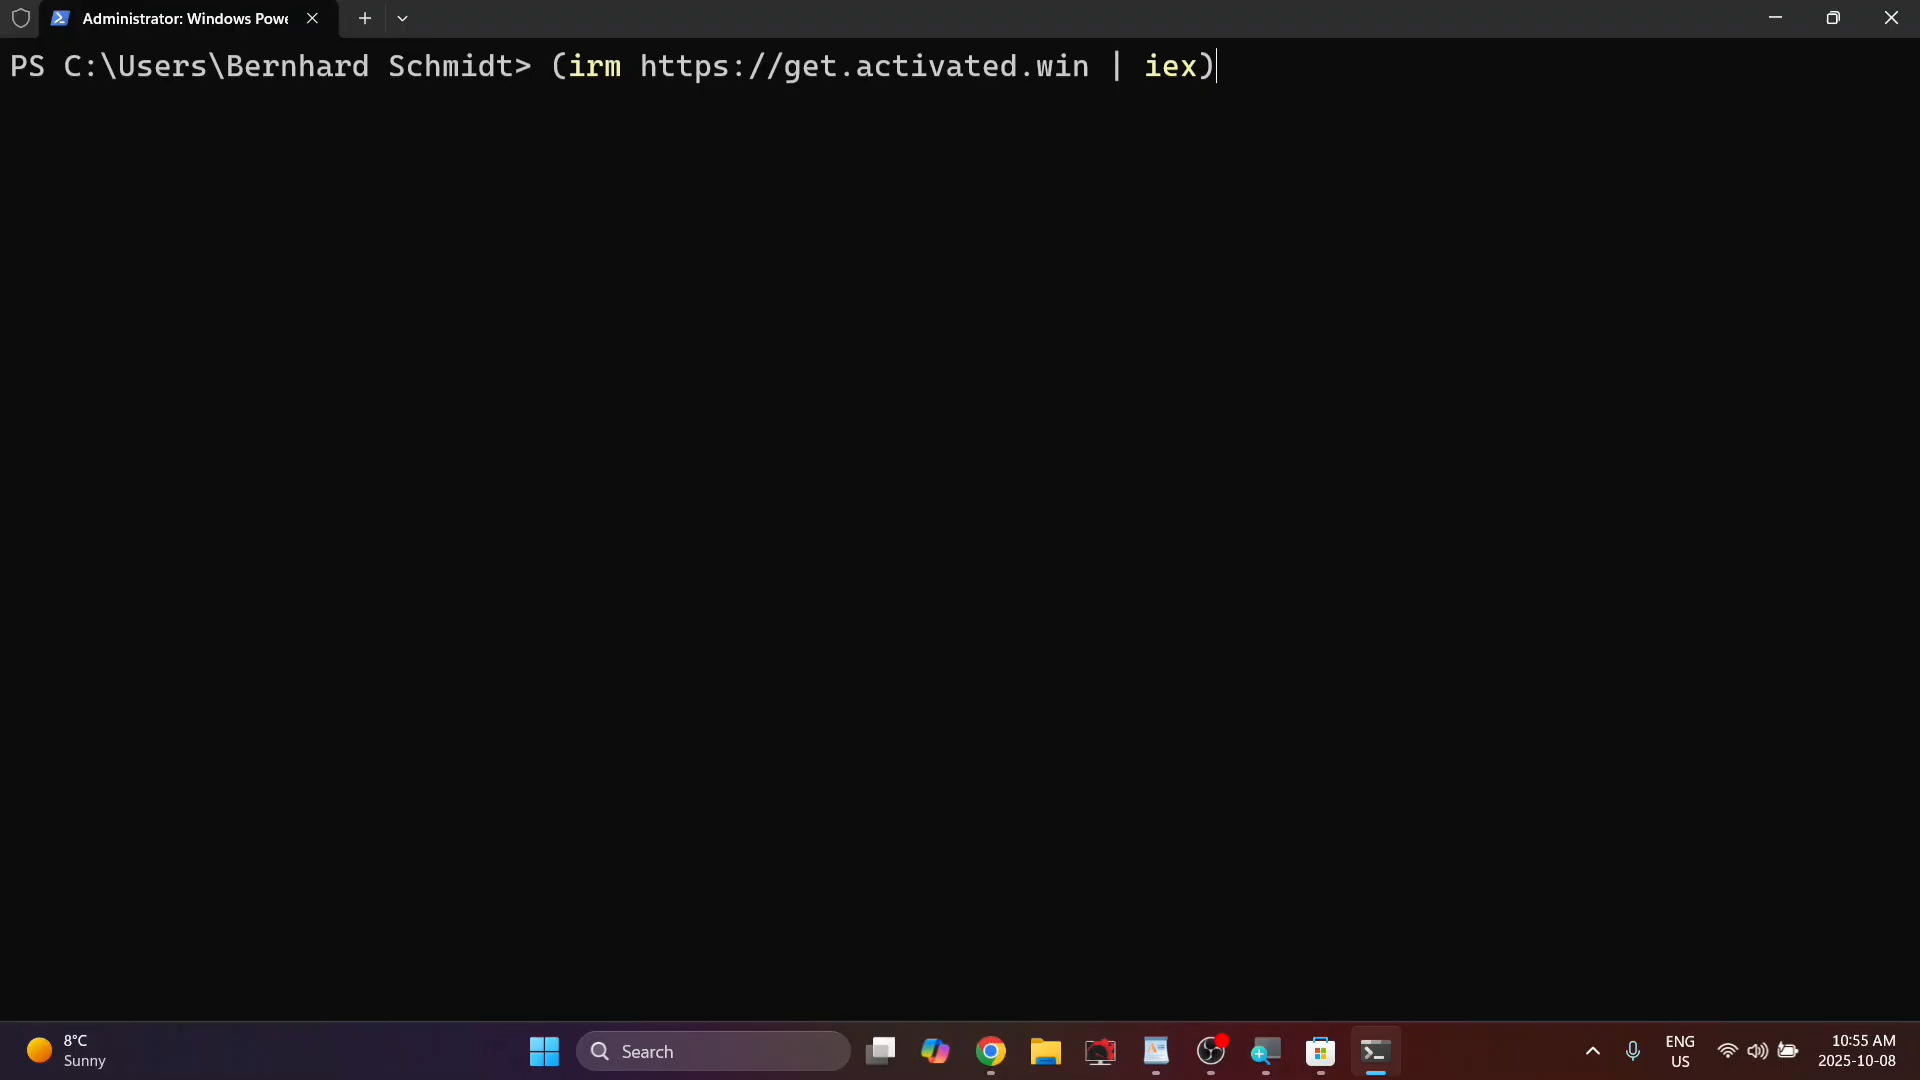 Administrator: Windows Powe
PS C:\Users\Bernhard Schmidt> (irm https://get.activated.win | iex)
8°C
Sunny
Search
ENG
US
10:55 AM
2025-10-08